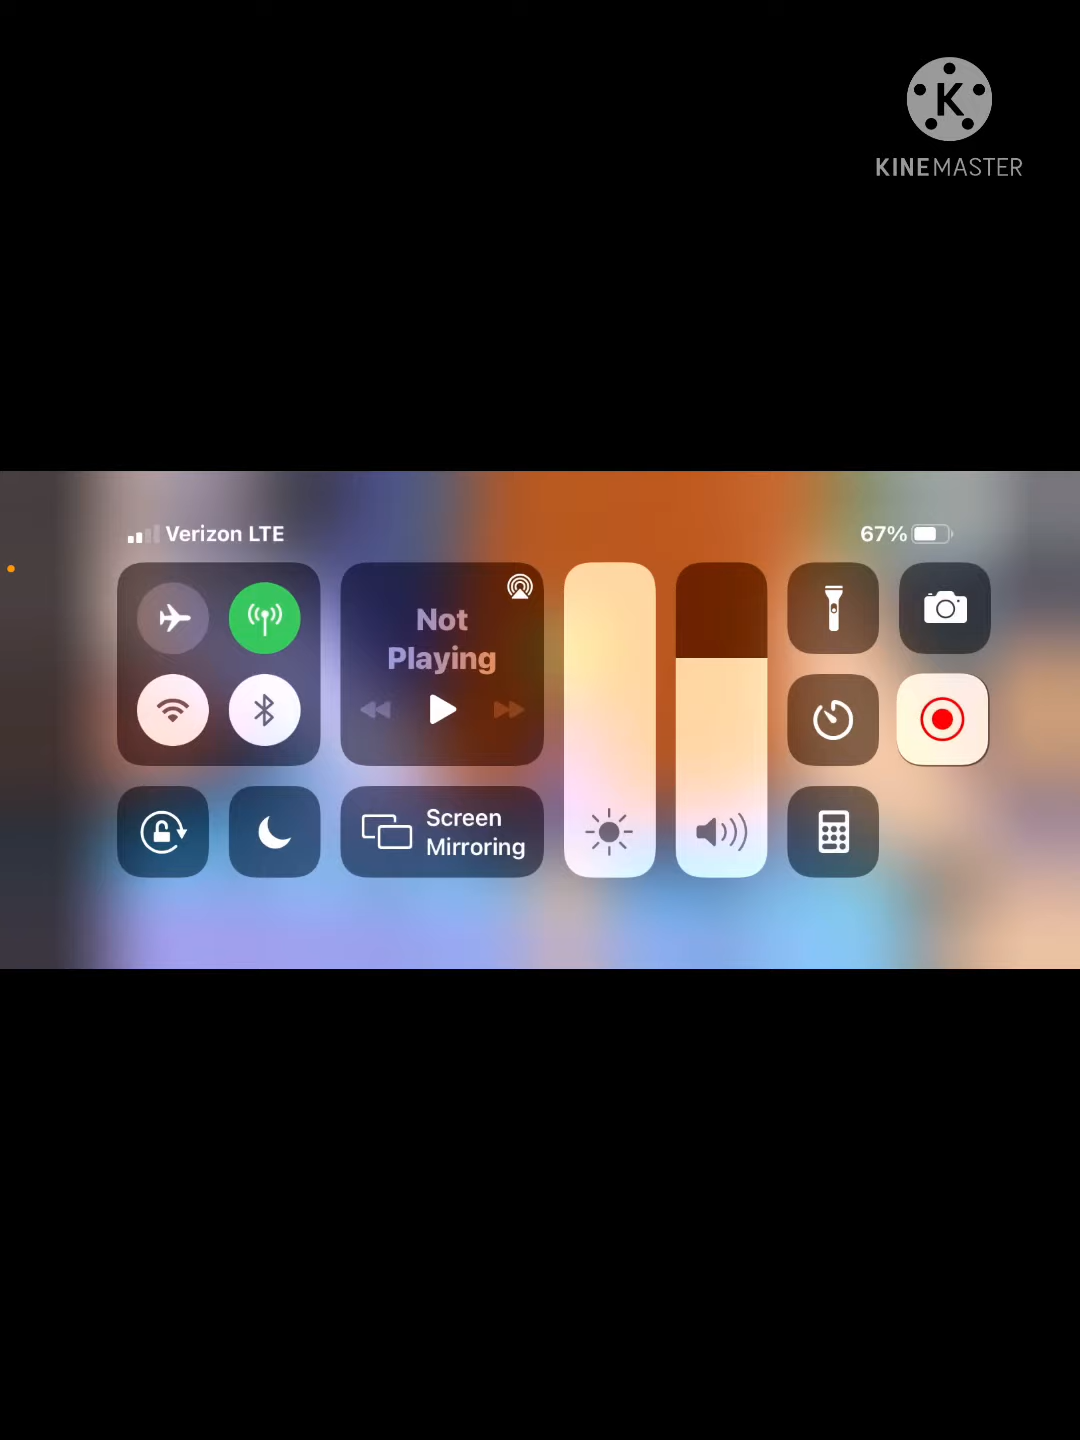 K
KINEMASTER
Verizon LTE
67%
Not
Playing
Screen
Mirroring